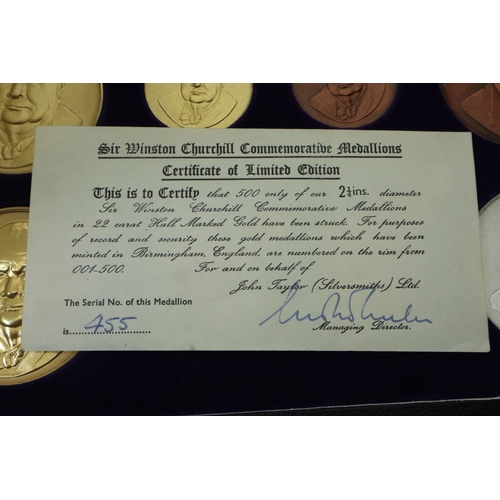 Sir Winston Churchill Commemorative Medallions
Certificate of Limited Edition
This is to Certify that 500 only of our 2¼ins. diameter
Sir Winston Churchill Commemorative Medallions
in 22 carat Hall Marked Gold have been struck. For purposes
of record and security these gold medallions which have been
minted in Birmingham, England, are numbered on the rim from
001-500. For and on behalf of
John Taylor (Silversmiths) Ltd.
The Serial No. of this Medallion
is...455...
Managing Director.